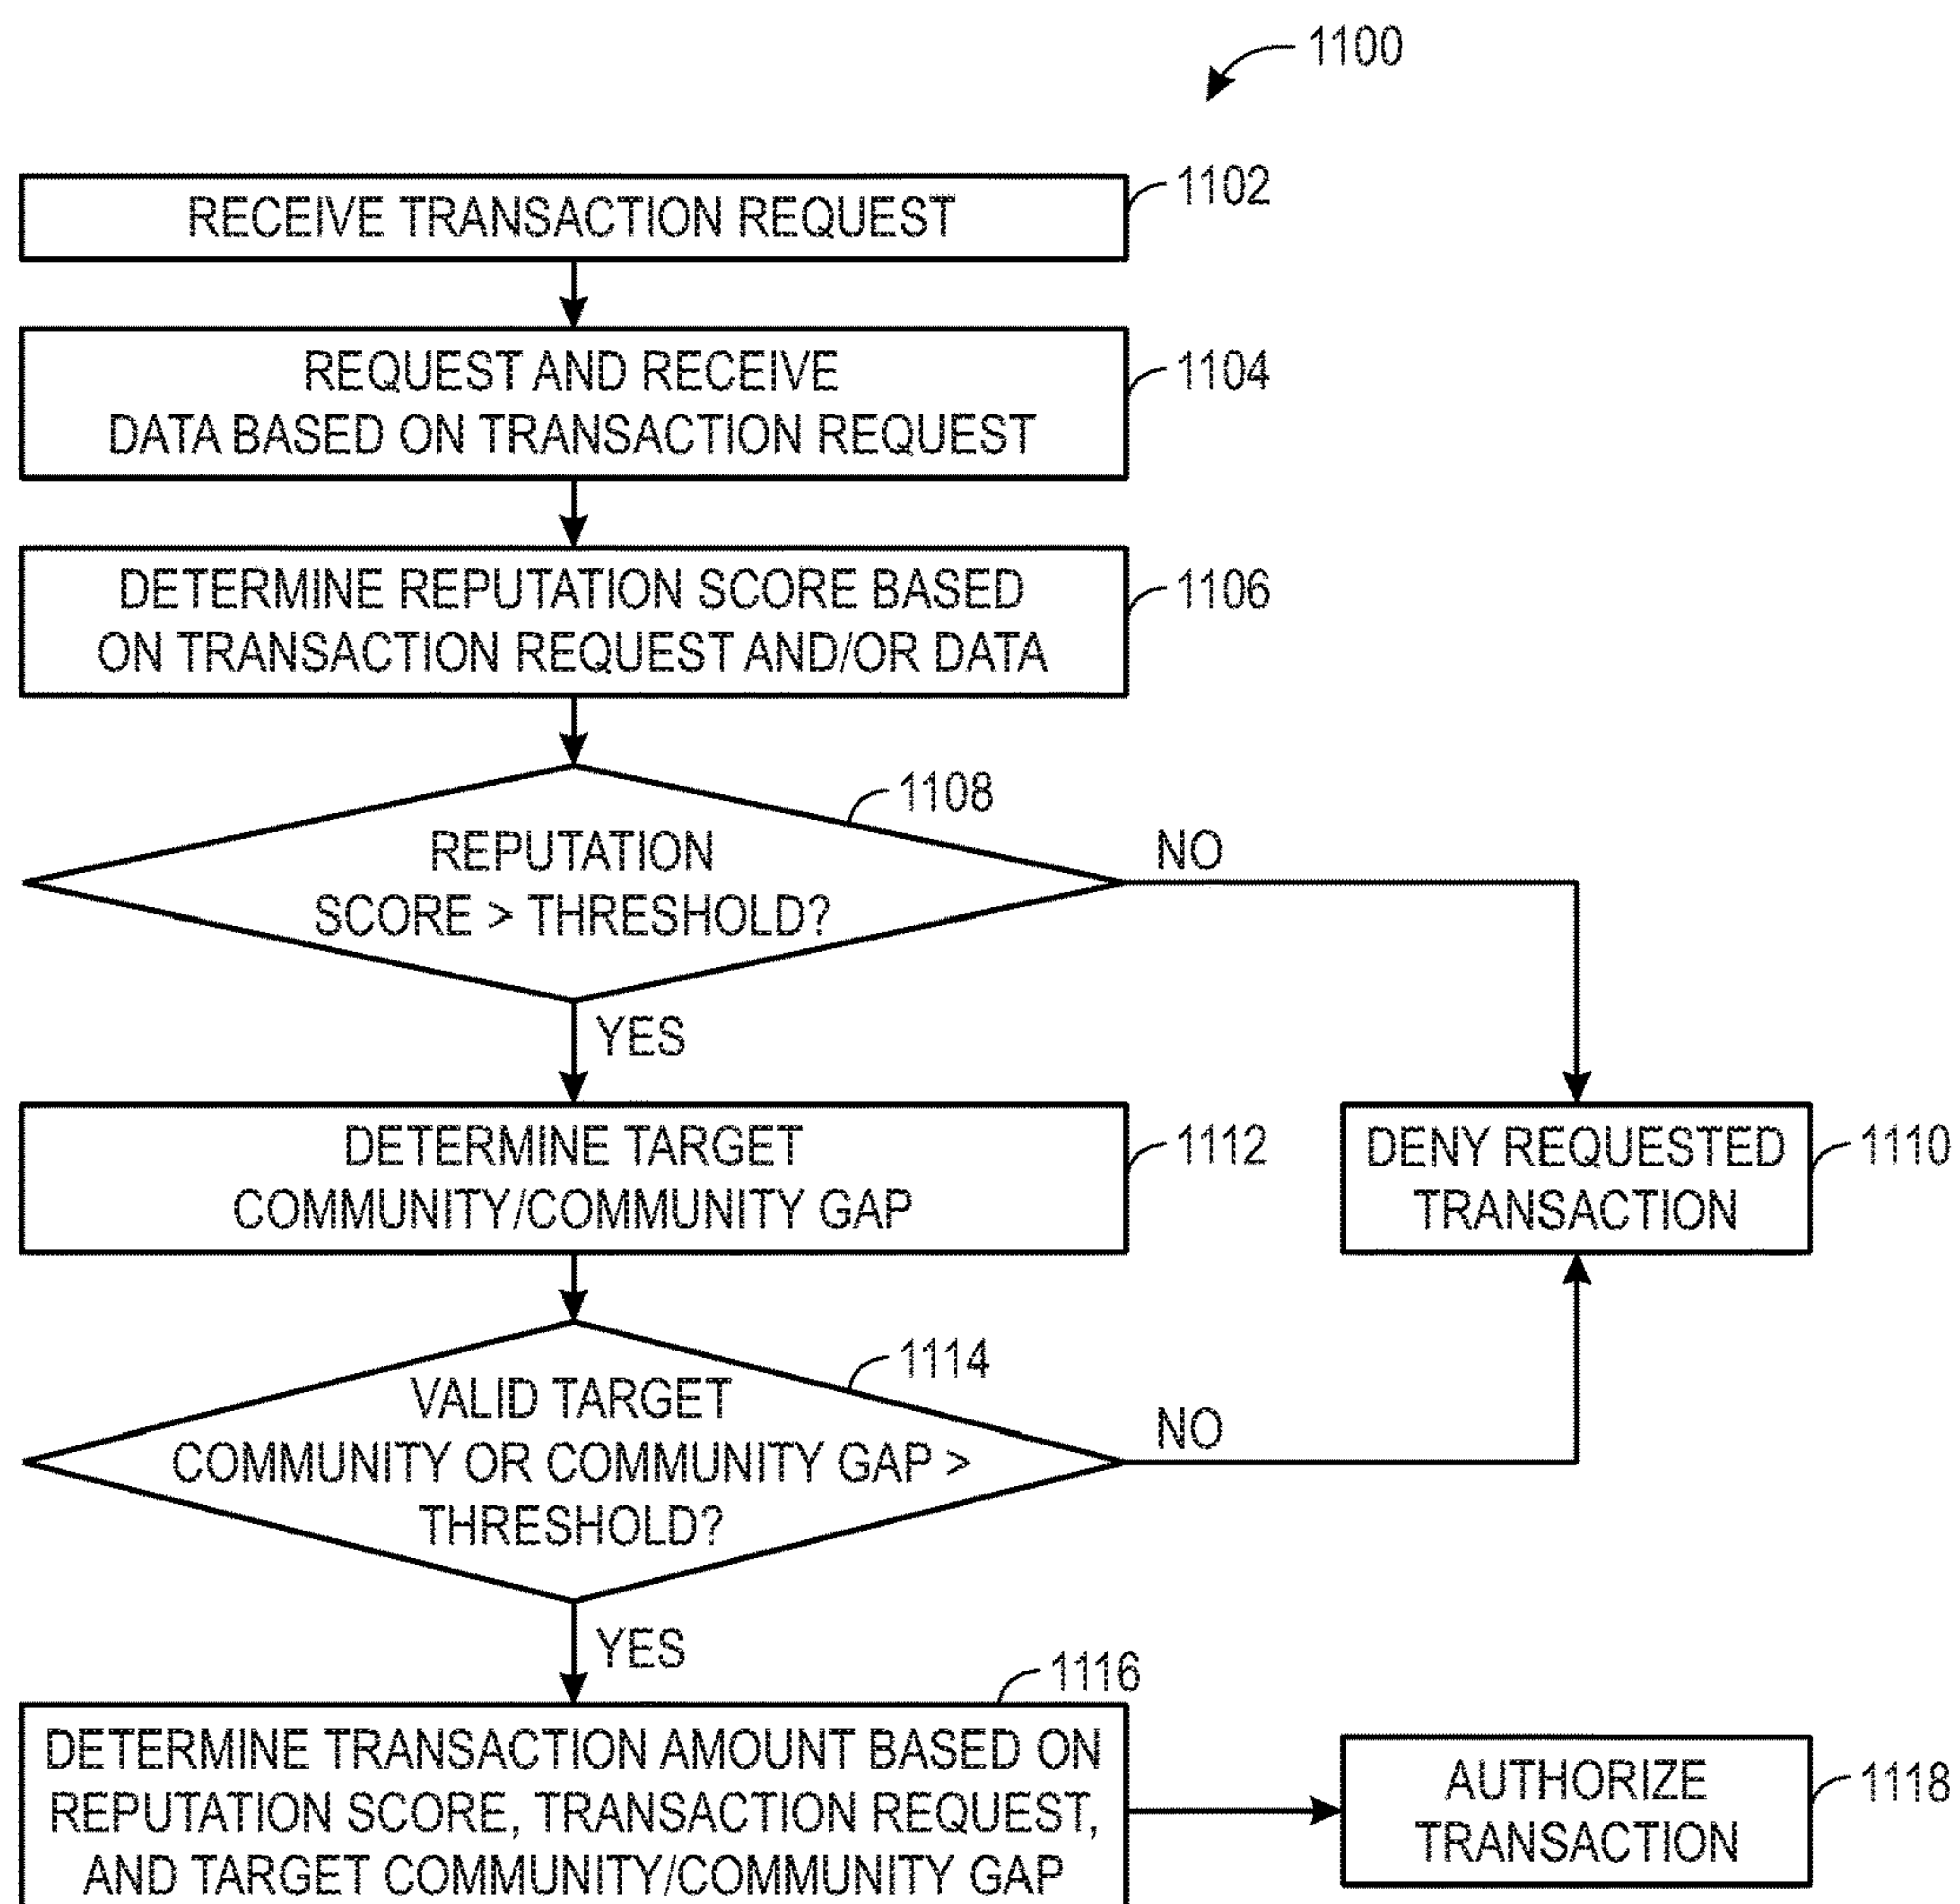 1100
RECEIVE TRANSACTION REQUEST
1102
REQUEST AND RECEIVE
DATA BASED ON TRANSACTION REQUEST
1104
DETERMINE REPUTATION SCORE BASED
ON TRANSACTION REQUEST AND/OR DATA
1106
1108
REPUTATION
SCORE > THRESHOLD?
NO
YES
DETERMINE TARGET
COMMUNITY/COMMUNITY GAP
1112
DENY REQUESTED
TRANSACTION
1110
1114
VALID TARGET
COMMUNITY OR COMMUNITY GAP >
THRESHOLD?
NO
YES
1116
DETERMINE TRANSACTION AMOUNT BASED ON
REPUTATION SCORE, TRANSACTION REQUEST,
AND TARGET COMMUNITY/COMMUNITY GAP
AUTHORIZE
TRANSACTION
1118